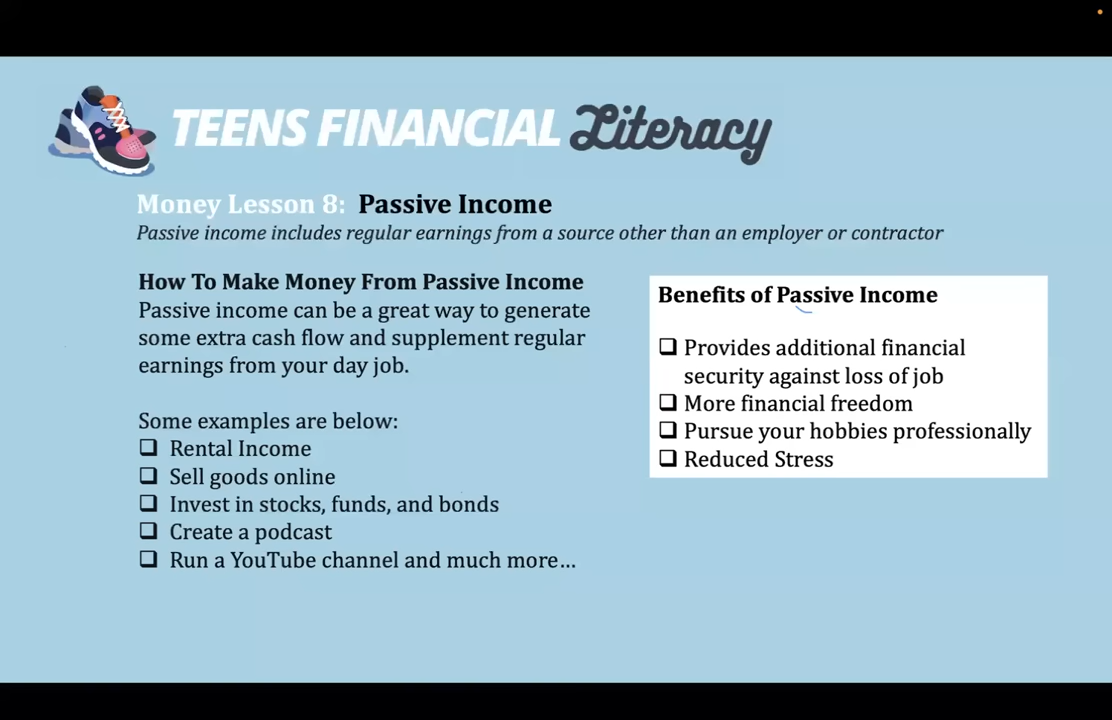 TEENS FINANCIAL Literacy
Money Lesson 8: Passive Income
Passive income includes regular earnings from a source other than an employer or contractor
How To Make Money From Passive Income
Passive income can be a great way to generate
some extra cash flow and supplement regular
earnings from your day job.
Some examples are below:
❑ Rental Income
❑ Sell goods online
❑ Invest in stocks, funds, and bonds
❑ Create a podcast
❑ Run a YouTube channel and much more...
Benefits of Passive Income
❑ Provides additional financial
security against loss of job
❑ More financial freedom
❑ Pursue your hobbies professionally
❑ Reduced Stress